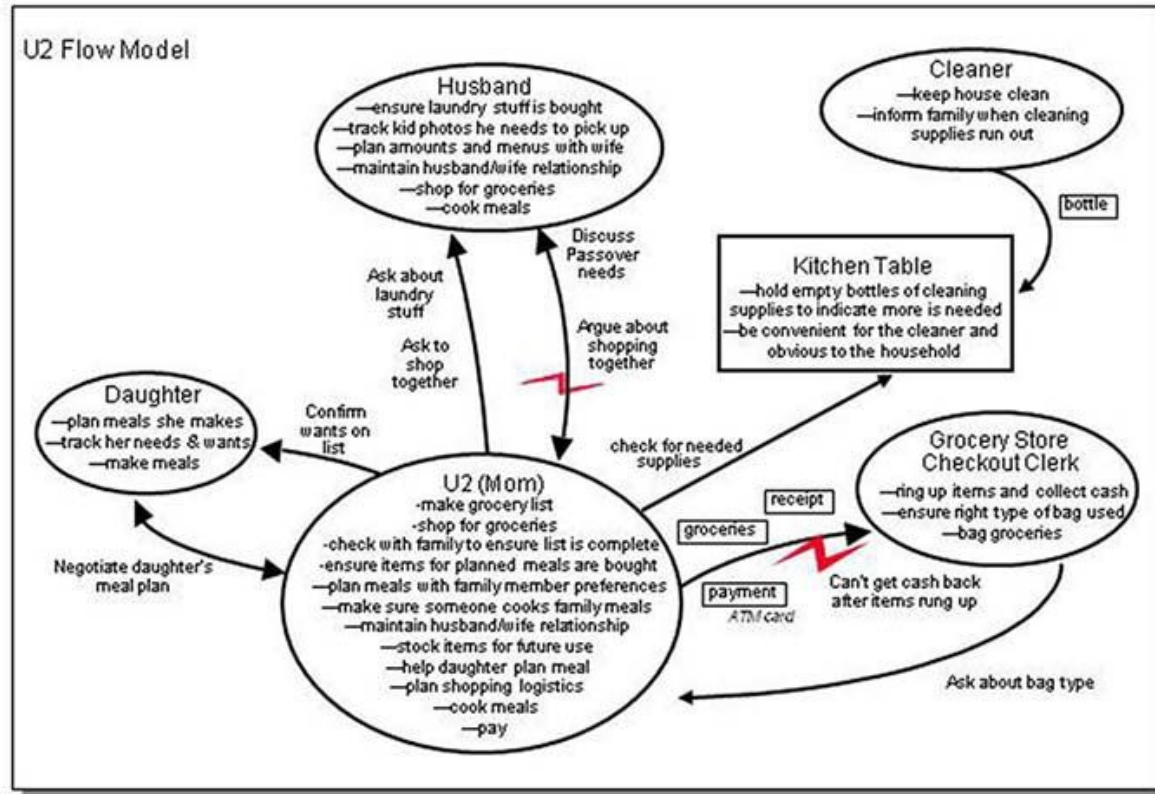 U2 Flow Model
Husband
—ensure laundry stuff is bought
—track kid photos he needs to pick up
—plan amounts and menus with wife
—maintain husband/wife relationship
—shop for groceries
—cook meals
Cleaner
—keep house clean
—inform family when cleaning
supplies run out
bottle
Kitchen Table
—hold empty bottles of cleaning
supplies to indicate more is needed
—be convenient for the cleaner and
obvious to the household
Discuss
Passover
needs
Ask about
laundry
stuff
Ask to
shop
together
Argue about
shopping
together
Daughter
—plan meals she makes
—track her needs & wants
—make meals
Confirm
wants on
list
check for needed
supplies
Grocery Store
Checkout Clerk
—ring up items and collect cash
—ensure right type of bag used
—bag groceries
U2 (Mom)
-make grocery list
-shop for groceries
-check with family to ensure list is complete
-ensure items for planned meals are bought
—plan meals with family member preferences
—make sure someone cooks family meals
—maintain husband/wife relationship
—stock items for future use
—help daughter plan meal
—plan shopping logistics
—cook meals
—pay
receipt
groceries
payment
ATM card
Can't get cash back
after items rung up
Negotiate daughter's
meal plan
Ask about bag type